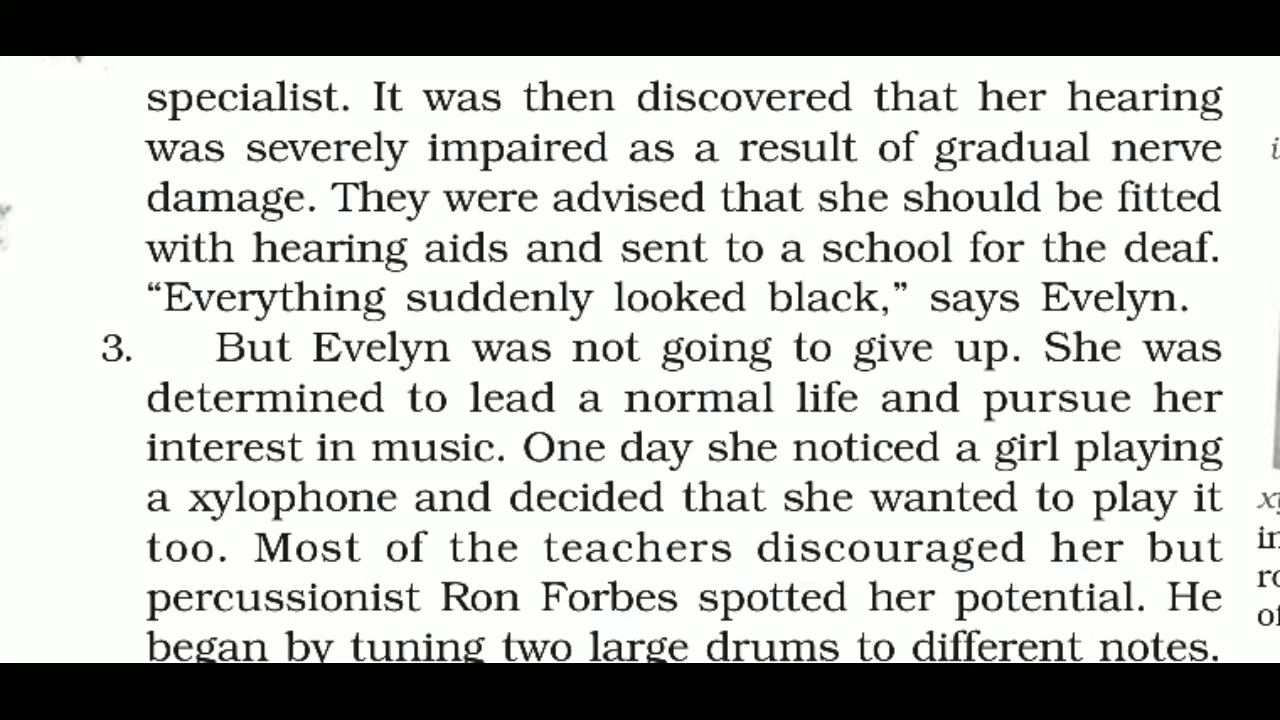 specialist. It was then discovered that her hearing
was severely impaired as a result of gradual nerve
damage. They were advised that she should be fitted
with hearing aids and sent to a school for the deaf.
“Everything suddenly looked black,” says Evelyn.
3. But Evelyn was not going to give up. She was
determined to lead a normal life and pursue her
interest in music. One day she noticed a girl playing
a xylophone and decided that she wanted to play it
too. Most of the teachers discouraged her but
percussionist Ron Forbes spotted her potential. He
began by tuning two large drums to different notes.